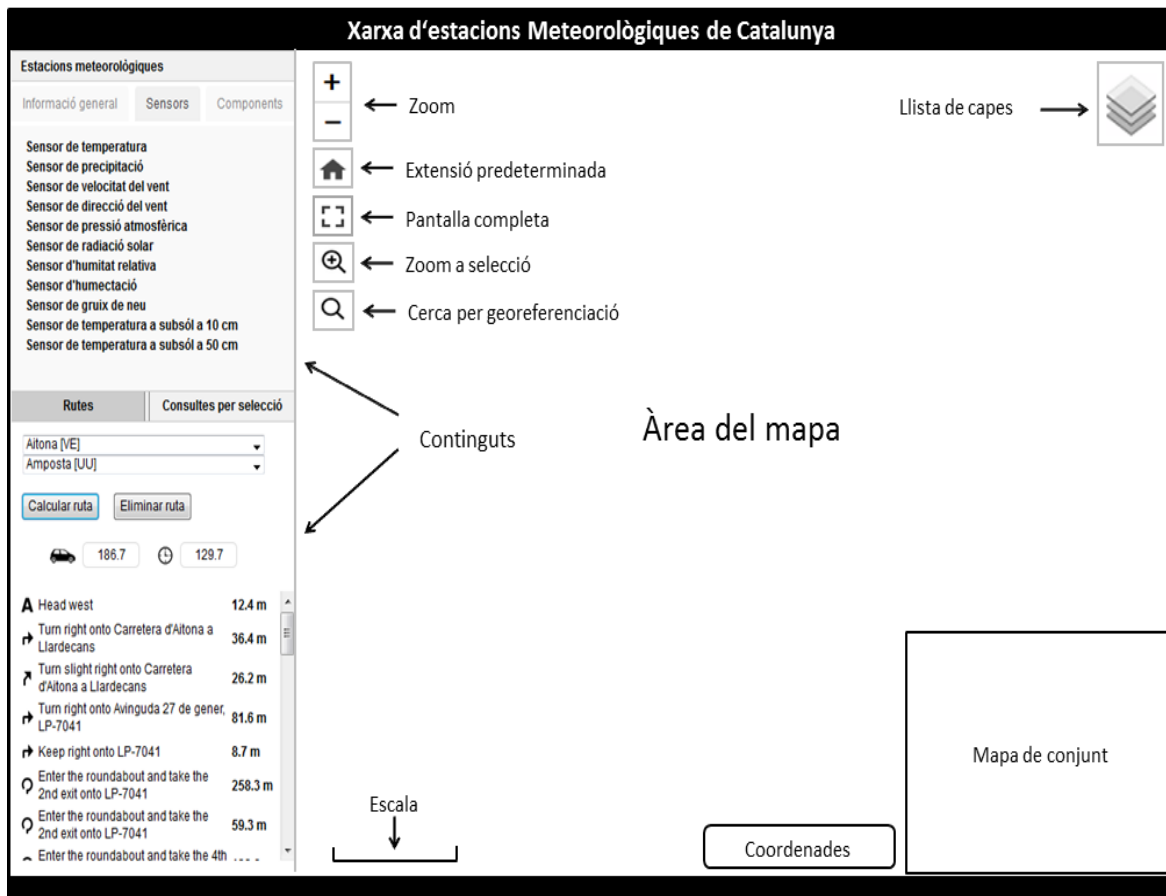 Xarxa d'estacions Meteorològiques de Catalunya
Estacions meteorològiques
Informació general Sensors Components
Sensor de temperatura
Sensor de precipitació
Sensor de velocitat del vent
Sensor de direcció del vent
Sensor de pressió atmosfèrica
Sensor de radiació solar
Sensor d'humitat relativa
Sensor d'humectació
Sensor de gruix de neu
Sensor de temperatura a subsól a 10 cm
Sensor de temperatura a subsól a 50 cm
Rutes Consultes per selecció
Aitona [VE]
Amposta [UU]
Calcular ruta Eliminar ruta
186.7 129.7
A Head west 12.4 m
Turn right onto Carretera d'Aitona a
Llardecans 36.4 m
Turn slight right onto Carretera
d'Aitona a Llardecans 26.2 m
Turn right onto Avinguda 27 de gener,
LP-7041 81.6 m
Keep right onto LP-7041 8.7 m
Enter the roundabout and take the
2nd exit onto LP-7041 258.3 m
Enter the roundabout and take the
2nd exit onto LP-7041 59.3 m
Enter the roundabout and take the 4th
+
−
Zoom
Extensió predeterminada
Pantalla completa
Zoom a selecció
Cerca per georeferenciació
Llista de capes
Continguts
Àrea del mapa
Escala
Coordenades
Mapa de conjunt